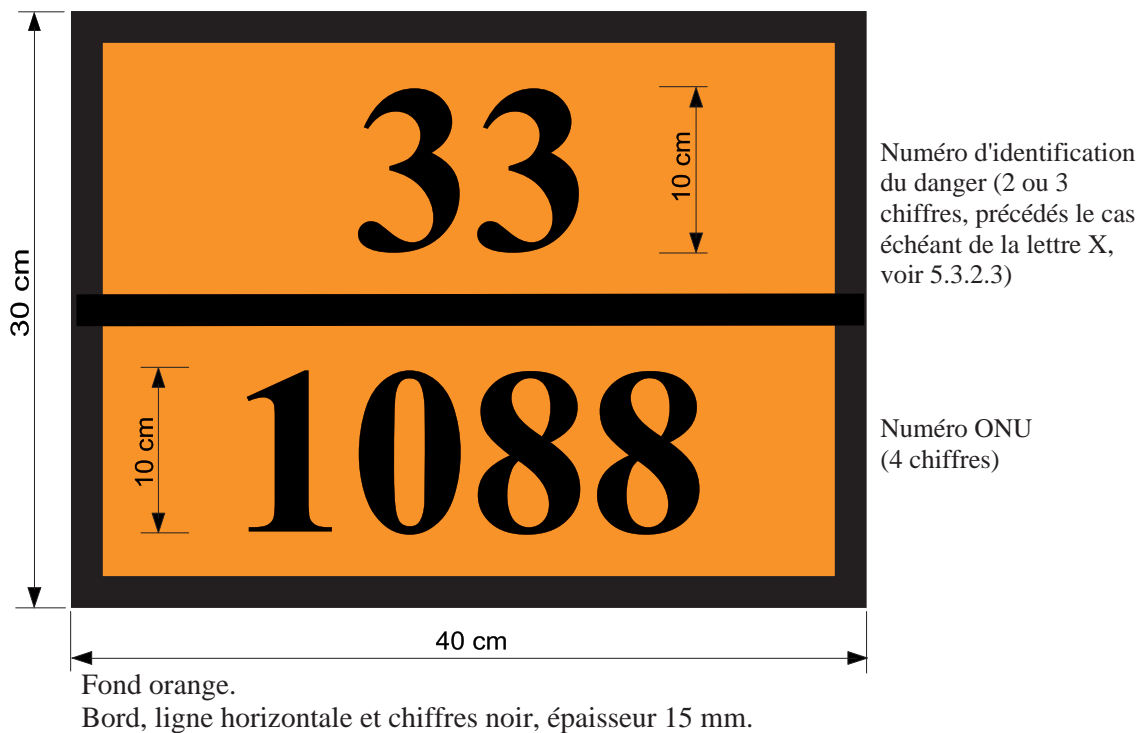 33
10 cm
Numéro d'identification
du danger (2 ou 3
chiffres, précédés le cas
échéant de la lettre X,
voir 5.3.2.3)
30 cm
1088
10 cm
Numéro ONU
(4 chiffres)
40 cm
Fond orange.
Bord, ligne horizontale et chiffres noir, épaisseur 15 mm.